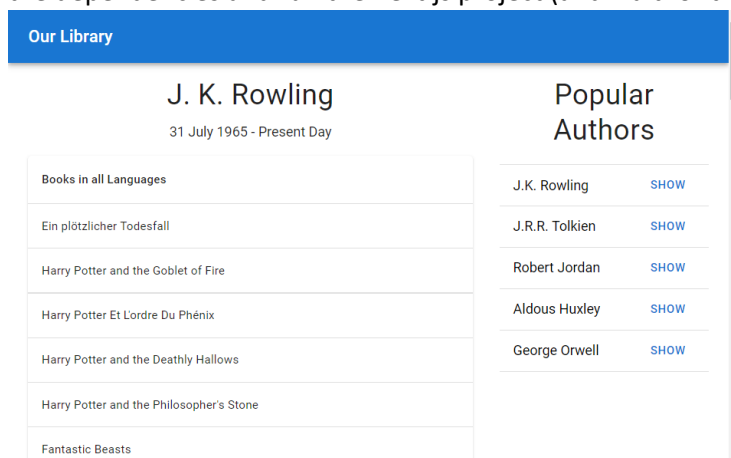 Our Library
J. K. Rowling
31 July 1965 - Present Day
Books in all Languages
Ein plötzlicher Todesfall
Harry Potter and the Goblet of Fire
Harry Potter Et L'ordre Du Phénix
Harry Potter and the Deathly Hallows
Harry Potter and the Philosopher's Stone
Fantastic Beasts
Popular
Authors
J.K. Rowling SHOW
J.R.R. Tolkien SHOW
Robert Jordan SHOW
Aldous Huxley SHOW
George Orwell SHOW